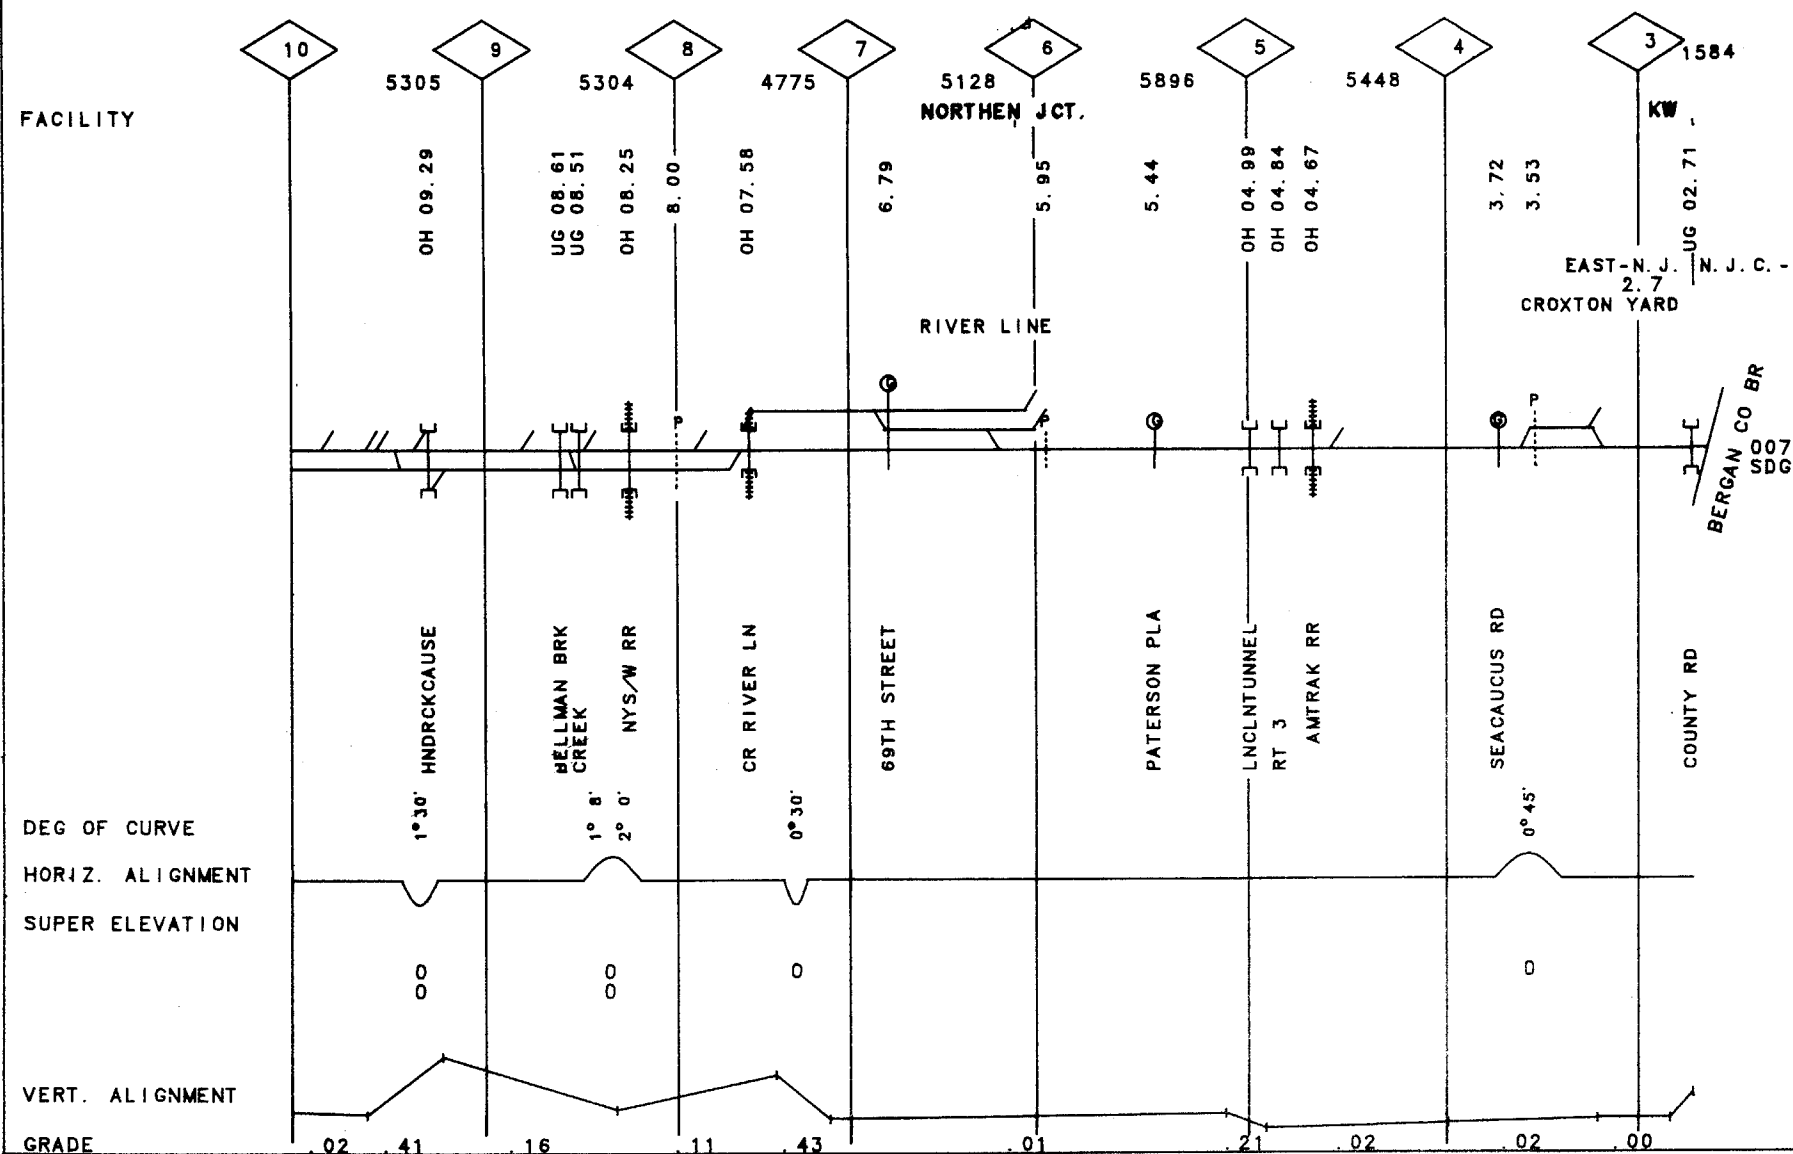 10 9 8 7 6 5 4 3 1584
5305 5304 4775 5128 5896 5448
FACILITY
NORTHEN JCT.
KW
OH 09.29
UG 08.61
UG 08.51
OH 08.25
8.00
OH 07.58
6.79
5.95
5.44
OH 04.99
OH 04.84
OH 04.67
3.72
3.53
UG 02.71
EAST-N.J. N.J.C.-
2.7
CROXTON YARD
RIVER LINE
G
P
P
G
G
P
BERGAN CO BR
007
SDG
HNDRCKCAUSE
BELLMAN BRK
CREEK
NYS/W RR
CR RIVER LN
69TH STREET
PATERSON PLA
LNCLNTUNNEL
RT 3
AMTRAK RR
SEACAUCUS RD
COUNTY RD
DEG OF CURVE
1° 30'
1° 8'
2° 0'
0° 30'
0° 45'
HORIZ. ALIGNMENT
SUPER ELEVATION
0 0 0 0
0 0
VERT. ALIGNMENT
GRADE .02 .41 .16 .11 .43 .01 .21 .02 .02 .00